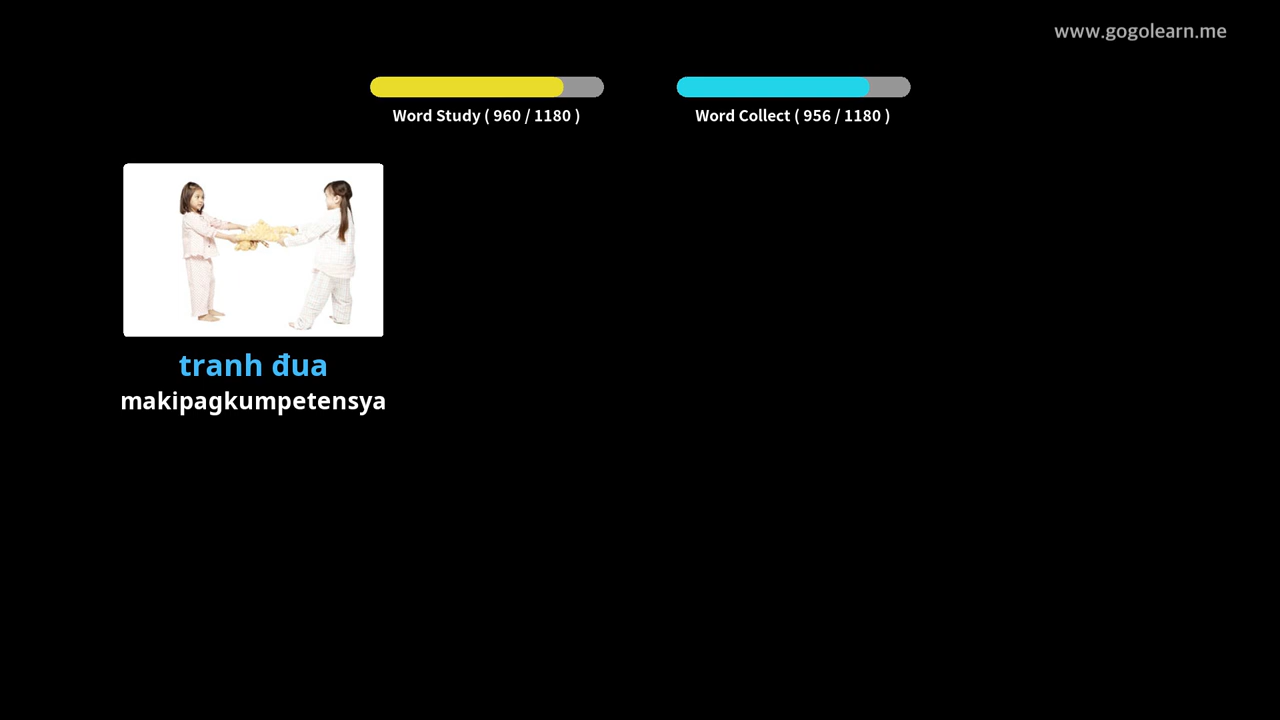 www.gogolearn.me
Word Study ( 960 / 1180 )
Word Collect ( 956 / 1180 )
tranh đua
makipagkumpetensya